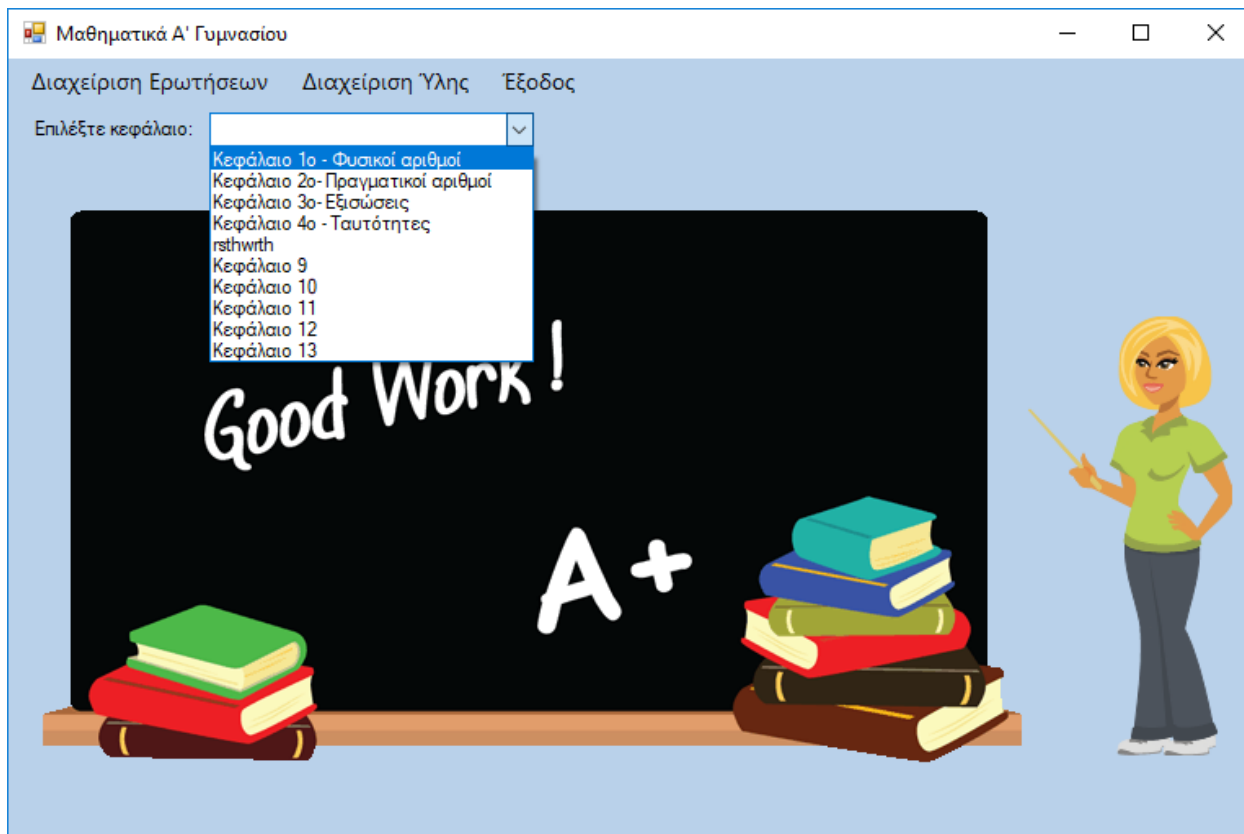 Μαθηματικά Α' Γυμνασίου
Διαχείριση Ερωτήσεων Διαχείριση Ύλης Έξοδος
Επιλέξτε κεφάλαιο:
Κεφάλαιο 1ο - Φυσικοί αριθμοί
Κεφάλαιο 2ο- Πραγματικοί αριθμοί
Κεφάλαιο 3ο- Εξισώσεις
Κεφάλαιο 4ο - Ταυτότητες
rsthwrth
Κεφάλαιο 9
Κεφάλαιο 10
Κεφάλαιο 11
Κεφάλαιο 12
Κεφάλαιο 13
Good Work !
A+